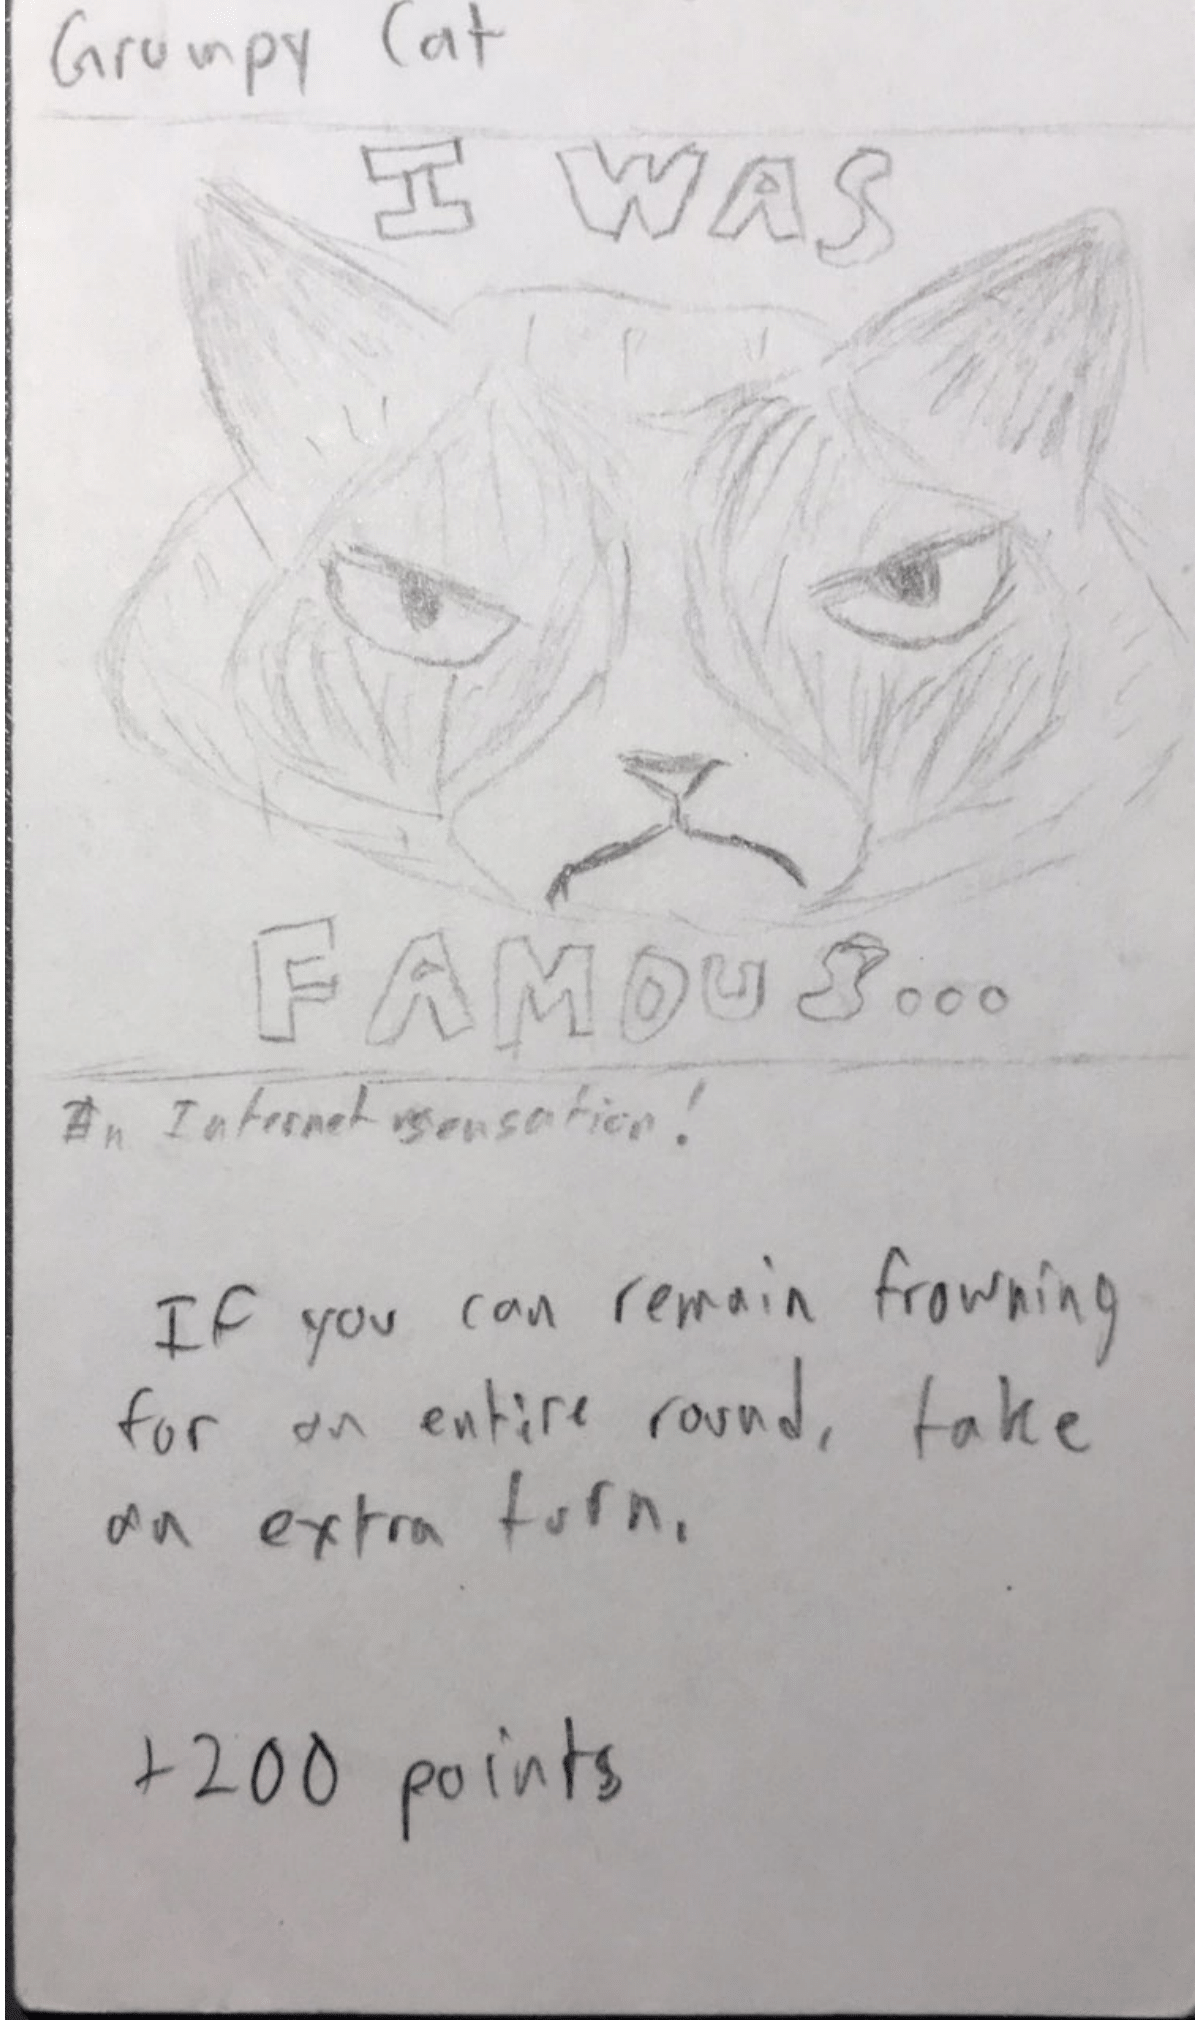 Grumpy Cat
I WAS
FAMOUS...
An Internet sensation!
If you can remain frowning
for an entire round, take
an extra turn.
+200 points